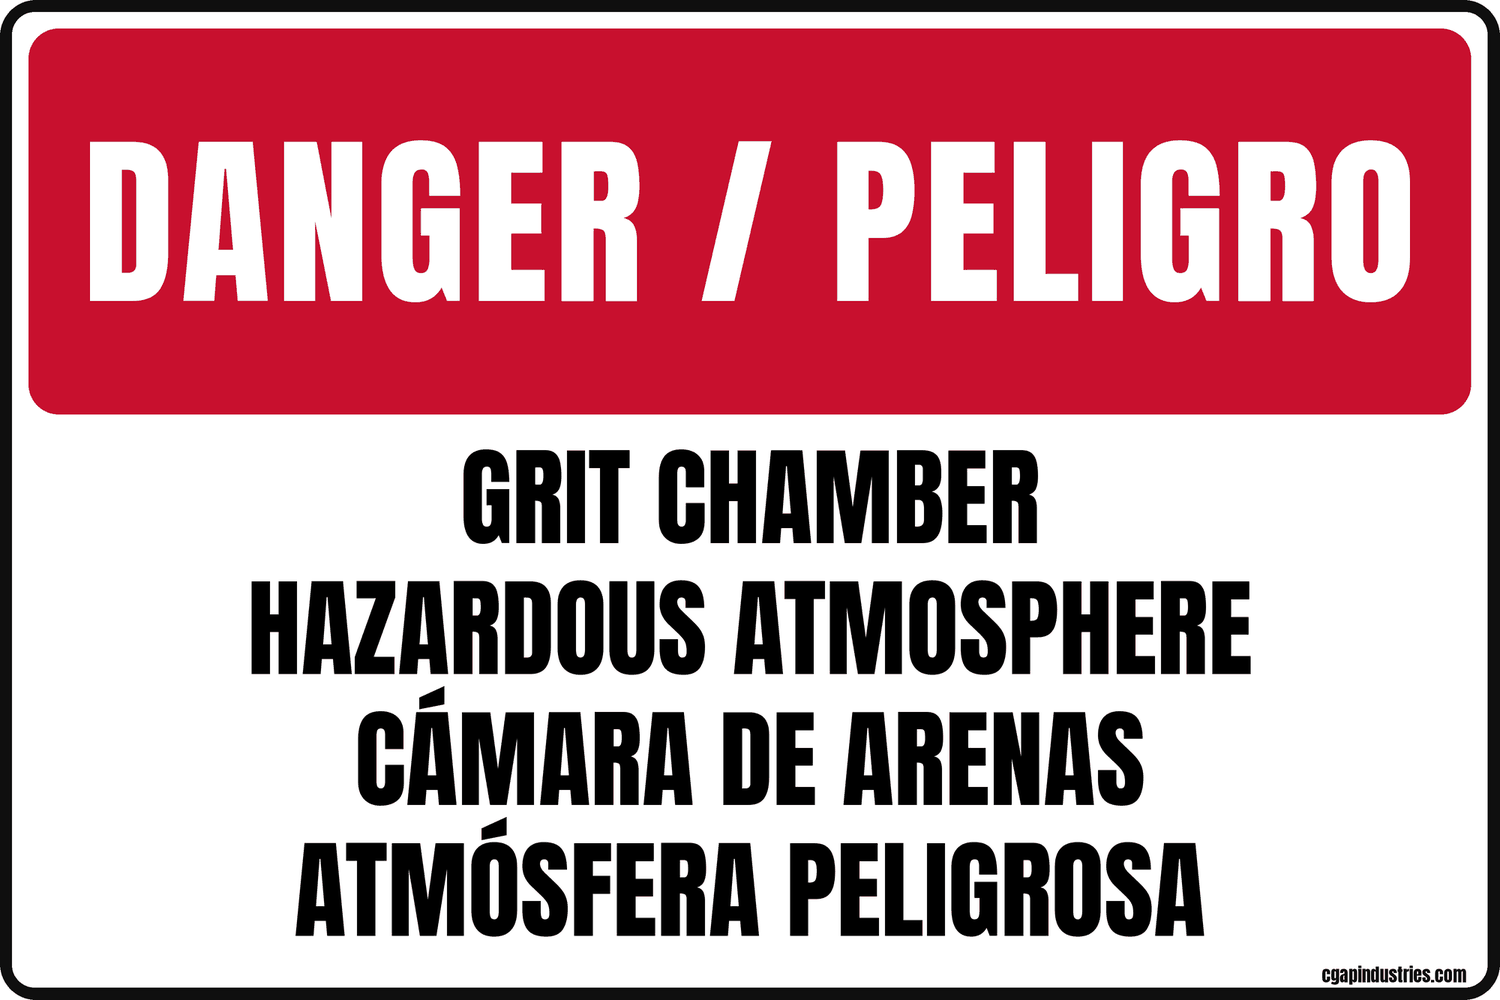 DANGER / PELIGRO
GRIT CHAMBER
HAZARDOUS ATMOSPHERE
CÁMARA DE ARENAS
ATMÓSFERA PELIGROSA
cgapindustries.com